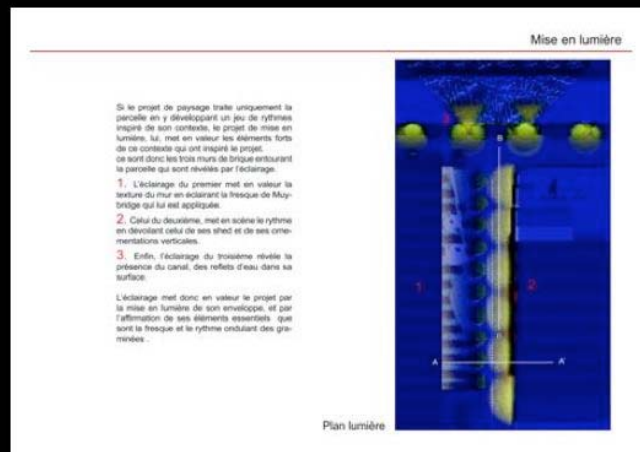 Mise en lumière
Si le projet de paysage traite uniquement la
parcelle en y développant un jeu de rythmes
inspiré de son contexte, le projet de mise en
lumière, lui, met en valeur les éléments forts
de ce contexte qui ont inspiré le projet.
ce sont donc les trois murs de brique entourant
la parcelle qui sont révélés par l'éclairage.
1. L'éclairage du premier met en valeur la
texture du mur en éclairant la fresque de Muy-
bridge qui lui est appliquée.
2. Celui du deuxième, met en scène le rythme
en dévoilant celui de ses shed et de ses orne-
mentations verticales.
3. Enfin, l'éclairage du troisième révèle la
présence du canal, des reflets d'eau dans sa
surface.
L'éclairage met donc en valeur le projet par
la mise en lumière de son enveloppe, et par
l'affirmation de ses éléments essentiels que
sont la fresque et le rythme ondulant des gra-
minées .
3
B
1.
2.
A
A'
Plan lumière